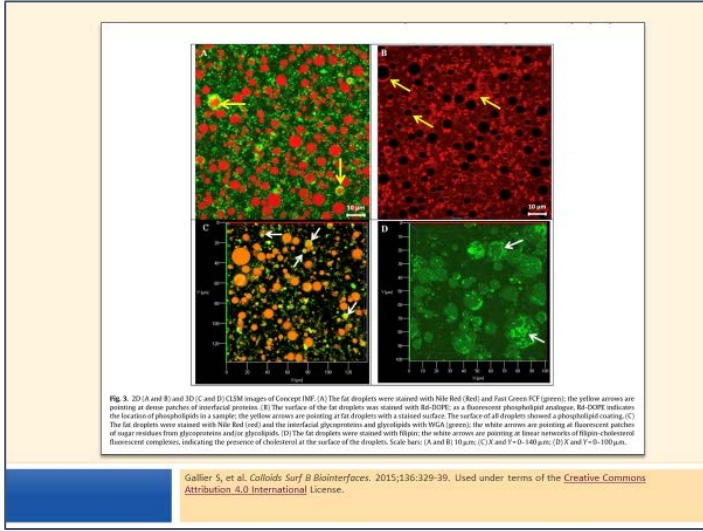 A
B
10 µm
10 µm
C
D
Fig. 3. 2D (A and B) and 3D (C and D) CLSM images of Concept IMF. (A) The fat droplets were stained with Nile Red (Red) and Fast Green FCF (green); the yellow arrows are
pointing at dense patches of interfacial proteins. (B) The surface of the fat droplets was stained with Rd-DOPE; as a fluorescent phospholipid analogue, Rd-DOPE indicates
the location of phospholipids in a sample; the yellow arrows are pointing at fat droplets with a stained surface. The surface of all droplets showed a phospholipid coating. (C)
The fat droplets were stained with Nile Red (red) and the interfacial glycoproteins and glycolipids with WGA (green); the white arrows are pointing at fluorescent patches
of sugar residues from glycoproteins and/or glycolipids. (D) The fat droplets were stained with filipin; the white arrows are pointing at linear networks of filipin-cholesterol
fluorescent complexes, indicating the presence of cholesterol at the surface of the droplets. Scale bars: (A and B) 10 µm; (C) X and Y=0–140 µm; (D) X and Y=0–100 µm.
Gallier S, et al. Colloids Surf B Biointerfaces. 2015;136:329-39. Used under terms of the Creative Commons
Attribution 4.0 International License.